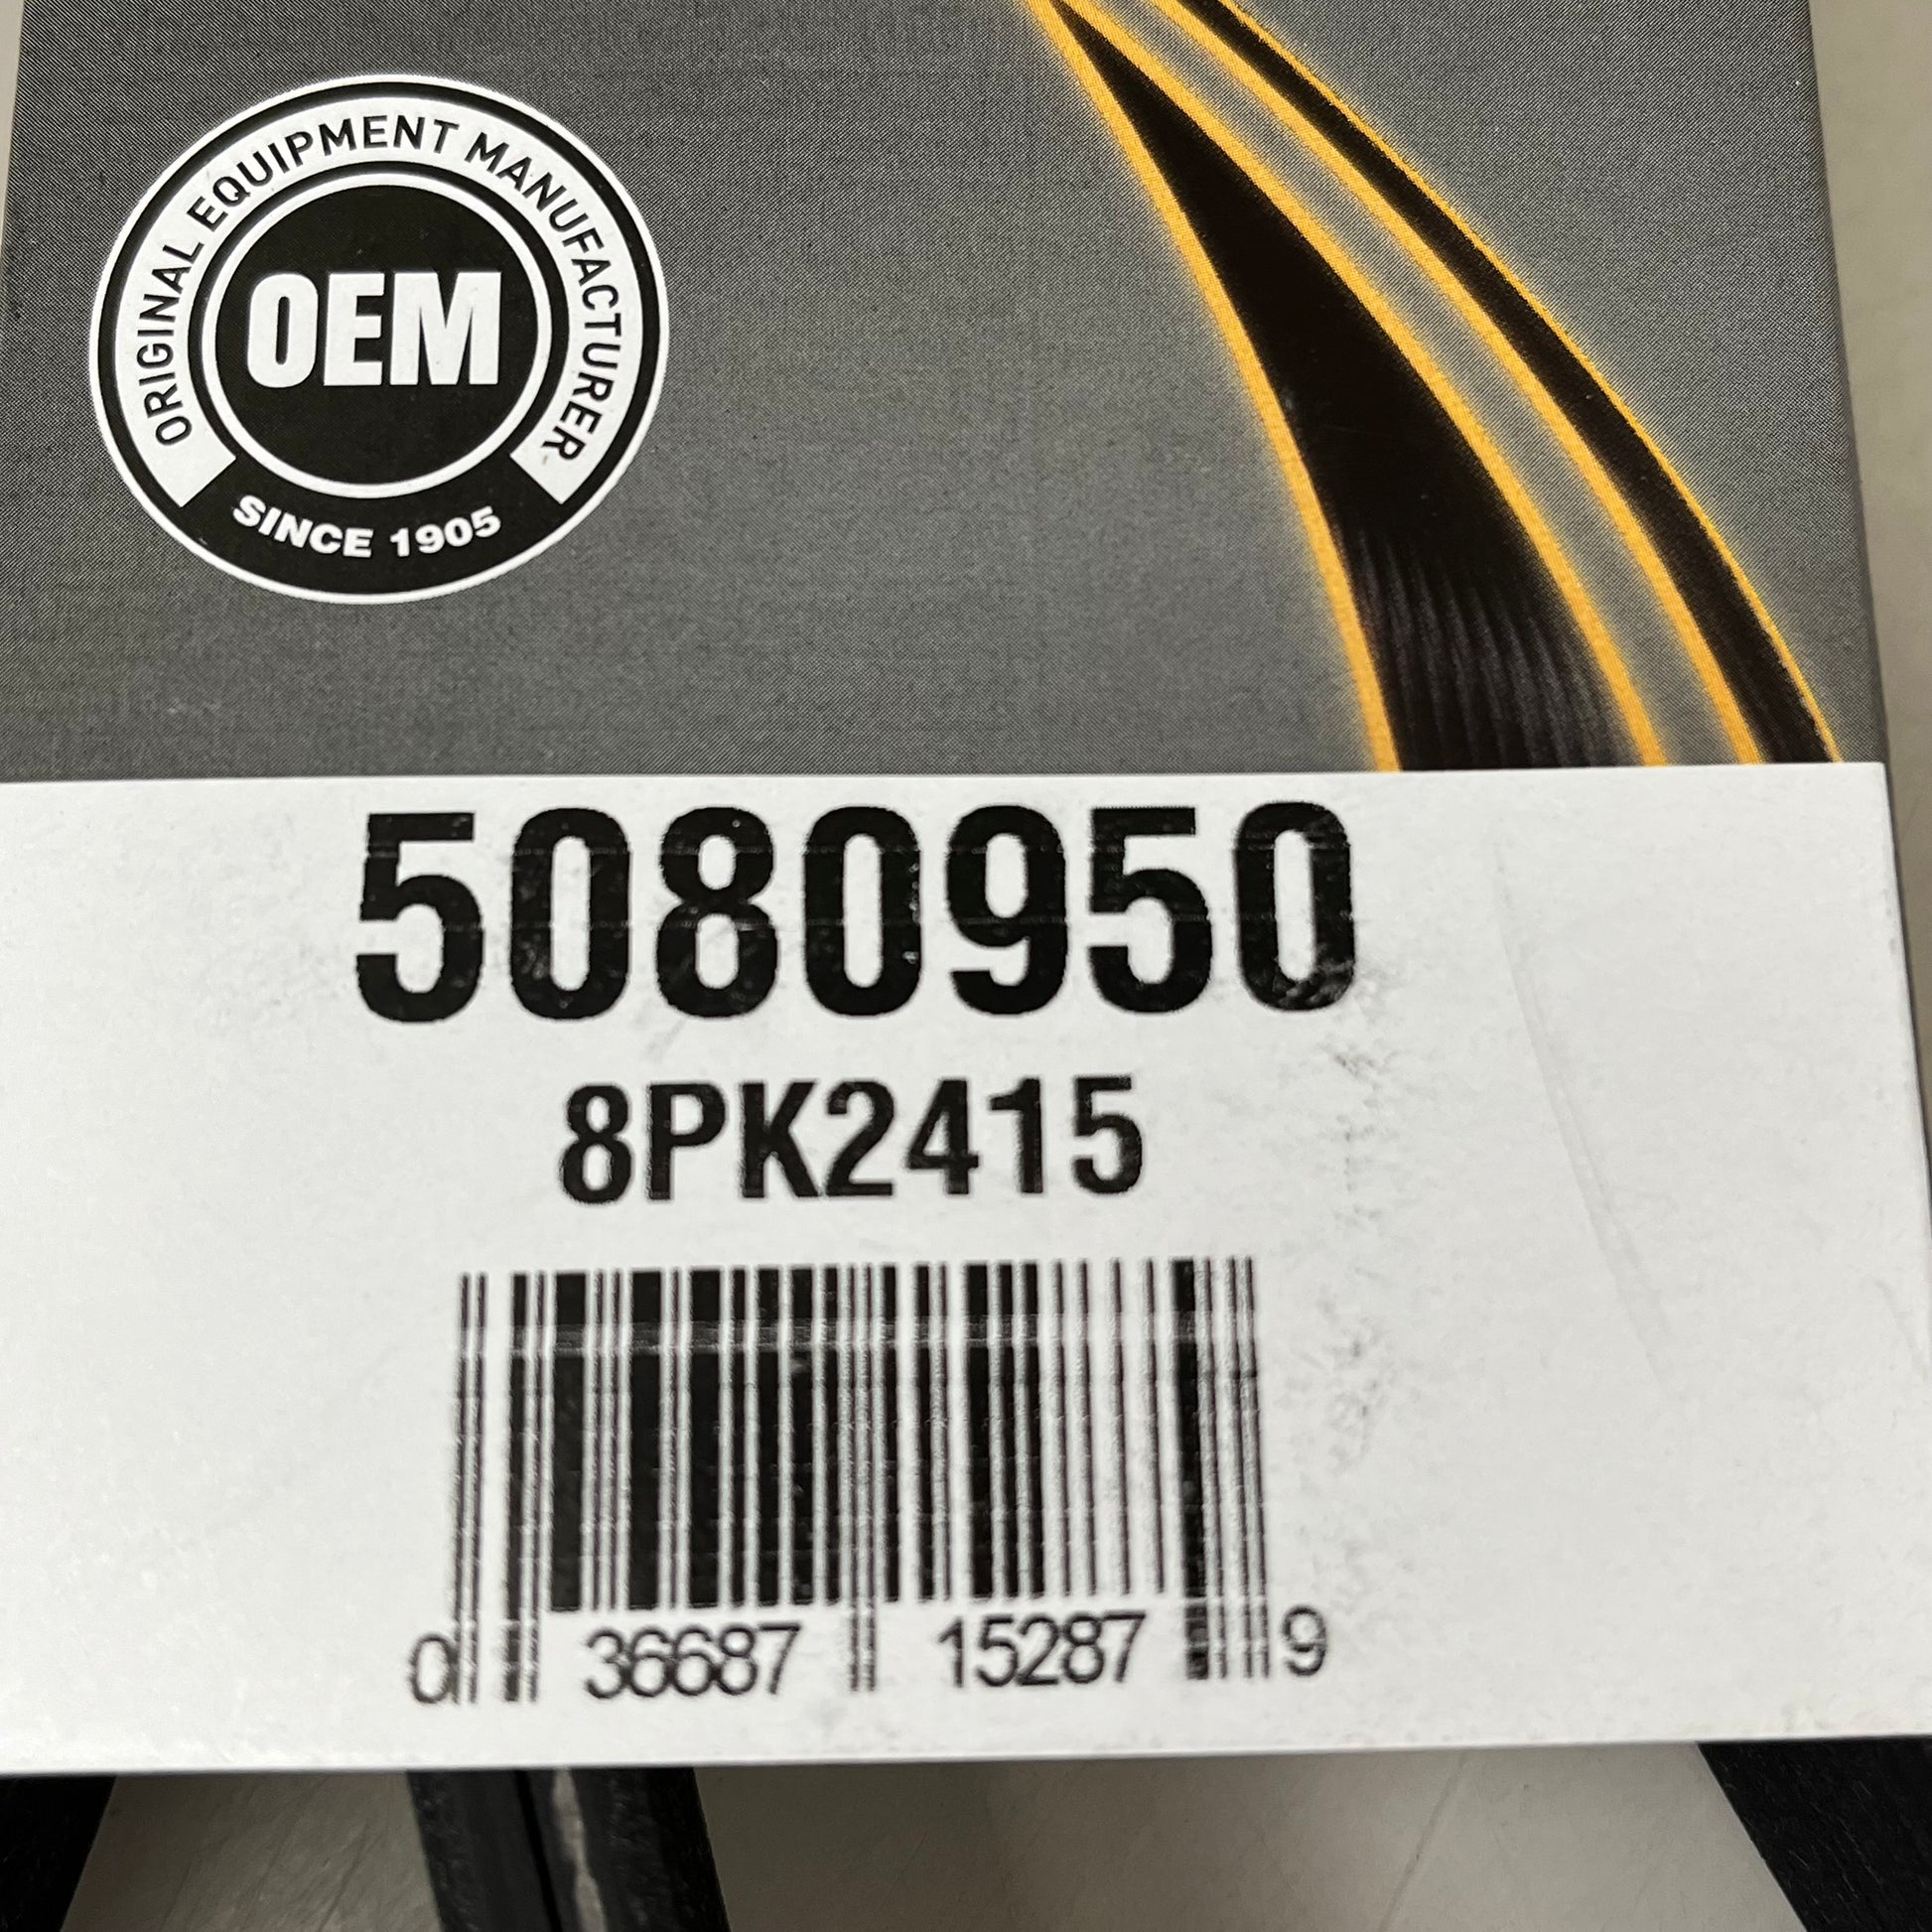 ORIGINAL EQUIPMENT MANUFACTURER
OEM
SINCE 1905
5080950
8PK2415
0 36687 15287 9